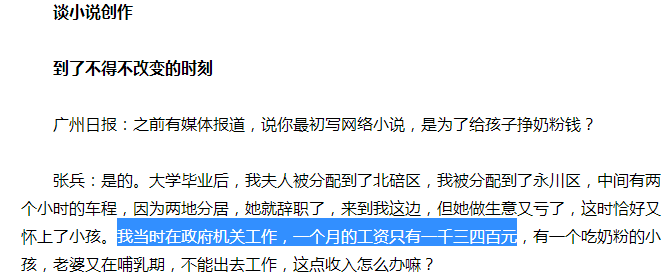 谈小说创作
到了不得不改变的时刻
广州日报：之前有媒体报道，说你最初写网络小说，是为了给孩子挣奶粉钱？
张兵：是的。大学毕业后，我夫人被分配到了北碚区，我被分配到了永川区，中间有两
个小时的车程，因为两地分居，她就辞职了，来到我这边，但她做生意又亏了，这时恰好又
怀上了小孩。我当时在政府机关工作，一个月的工资只有一千三四百元，有一个吃奶粉的小
孩，老婆又在哺乳期，不能出去工作，这点收入怎么办嘛？